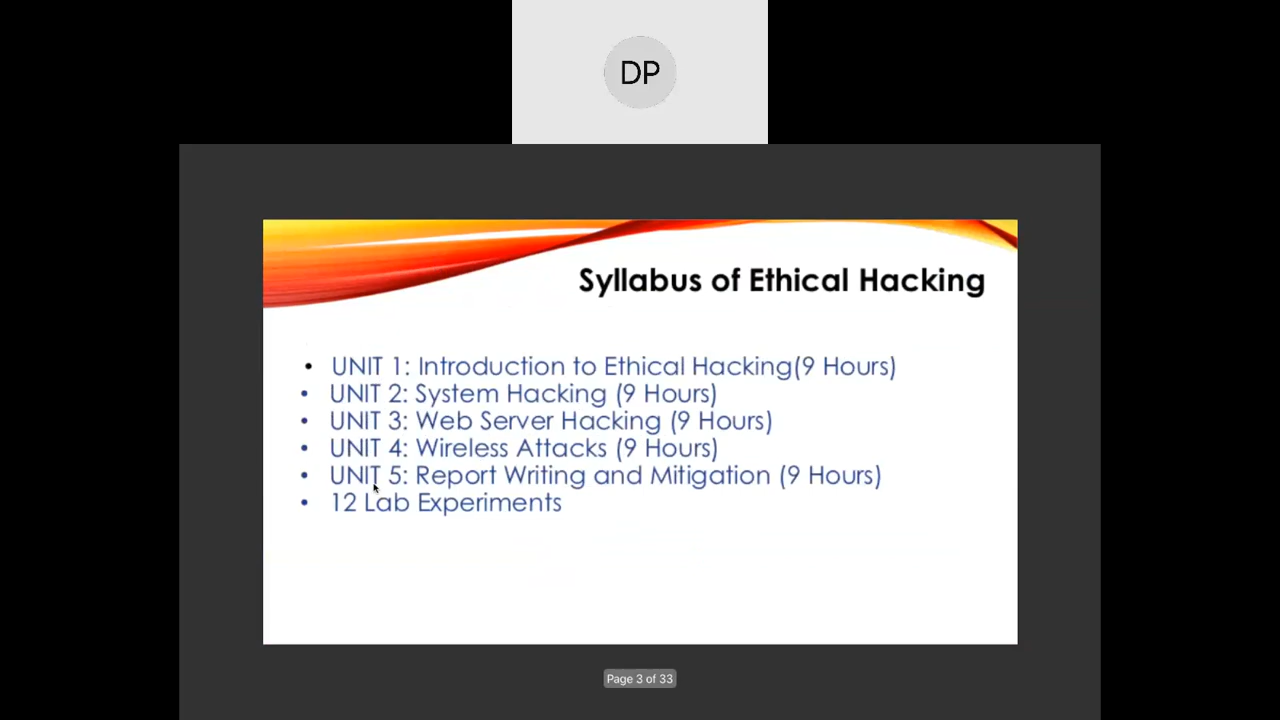 DP
Syllabus of Ethical Hacking
• UNIT 1: Introduction to Ethical Hacking(9 Hours)
• UNIT 2: System Hacking (9 Hours)
• UNIT 3: Web Server Hacking (9 Hours)
• UNIT 4: Wireless Attacks (9 Hours)
• UNIT 5: Report Writing and Mitigation (9 Hours)
• 12 Lab Experiments
Page 3 of 33